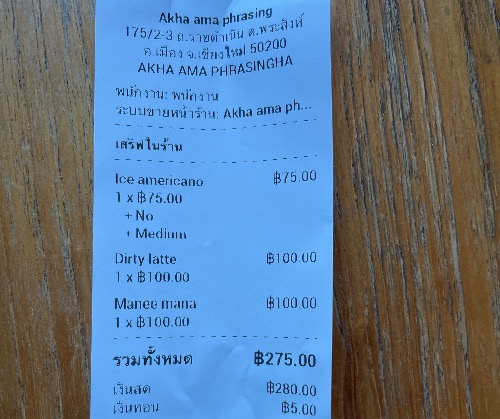 Akha ama phrasing
175/2-3 ถ.ราชดำเนิน ต.พระสิงห์
อ.เมือง จ.เชียงใหม่ 50200
AKHA AMA PHRASINGHA
พนักงาน: พนักงาน
ระบบขายหน้าร้าน: Akha ama ph...
เสริฟในร้าน
Ice americano ฿75.00
1 x ฿75.00
+ No
+ Medium
Dirty latte ฿100.00
1 x ฿100.00
Manee mana ฿100.00
1 x ฿100.00
รวมทั้งหมด ฿275.00
เงินสด ฿280.00
เงินทอน ฿5.00